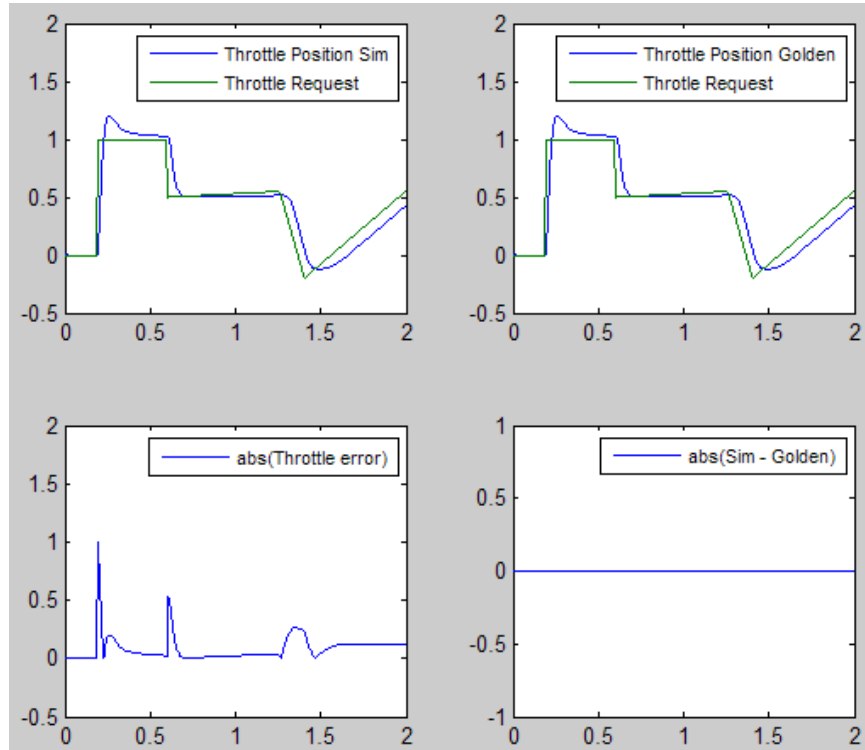 2
1.5
1
0.5
0
-0.5
0 0.5 1 1.5 2
Throttle Position Sim
Throttle Request
2
1.5
1
0.5
0
-0.5
0 0.5 1 1.5 2
Throttle Position Golden
Throtle Request
2
1.5
1
0.5
0
-0.5
0 0.5 1 1.5 2
abs(Throttle error)
1
0.5
0
-0.5
-1
0 0.5 1 1.5 2
abs(Sim - Golden)